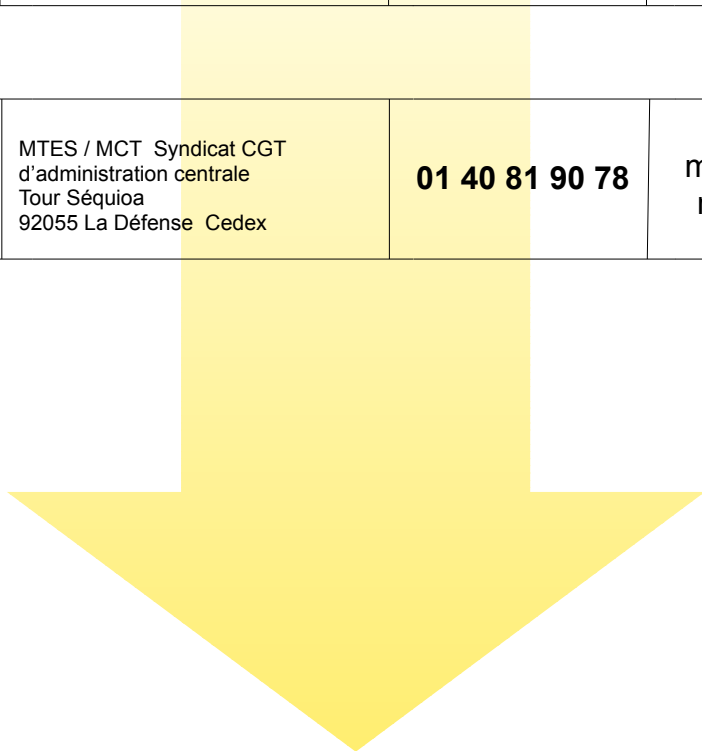 MTES / MCT  Syndicat CGT
d'administration centrale
Tour Séquioa
92055 La Défense  Cedex
01 40 81 90 78